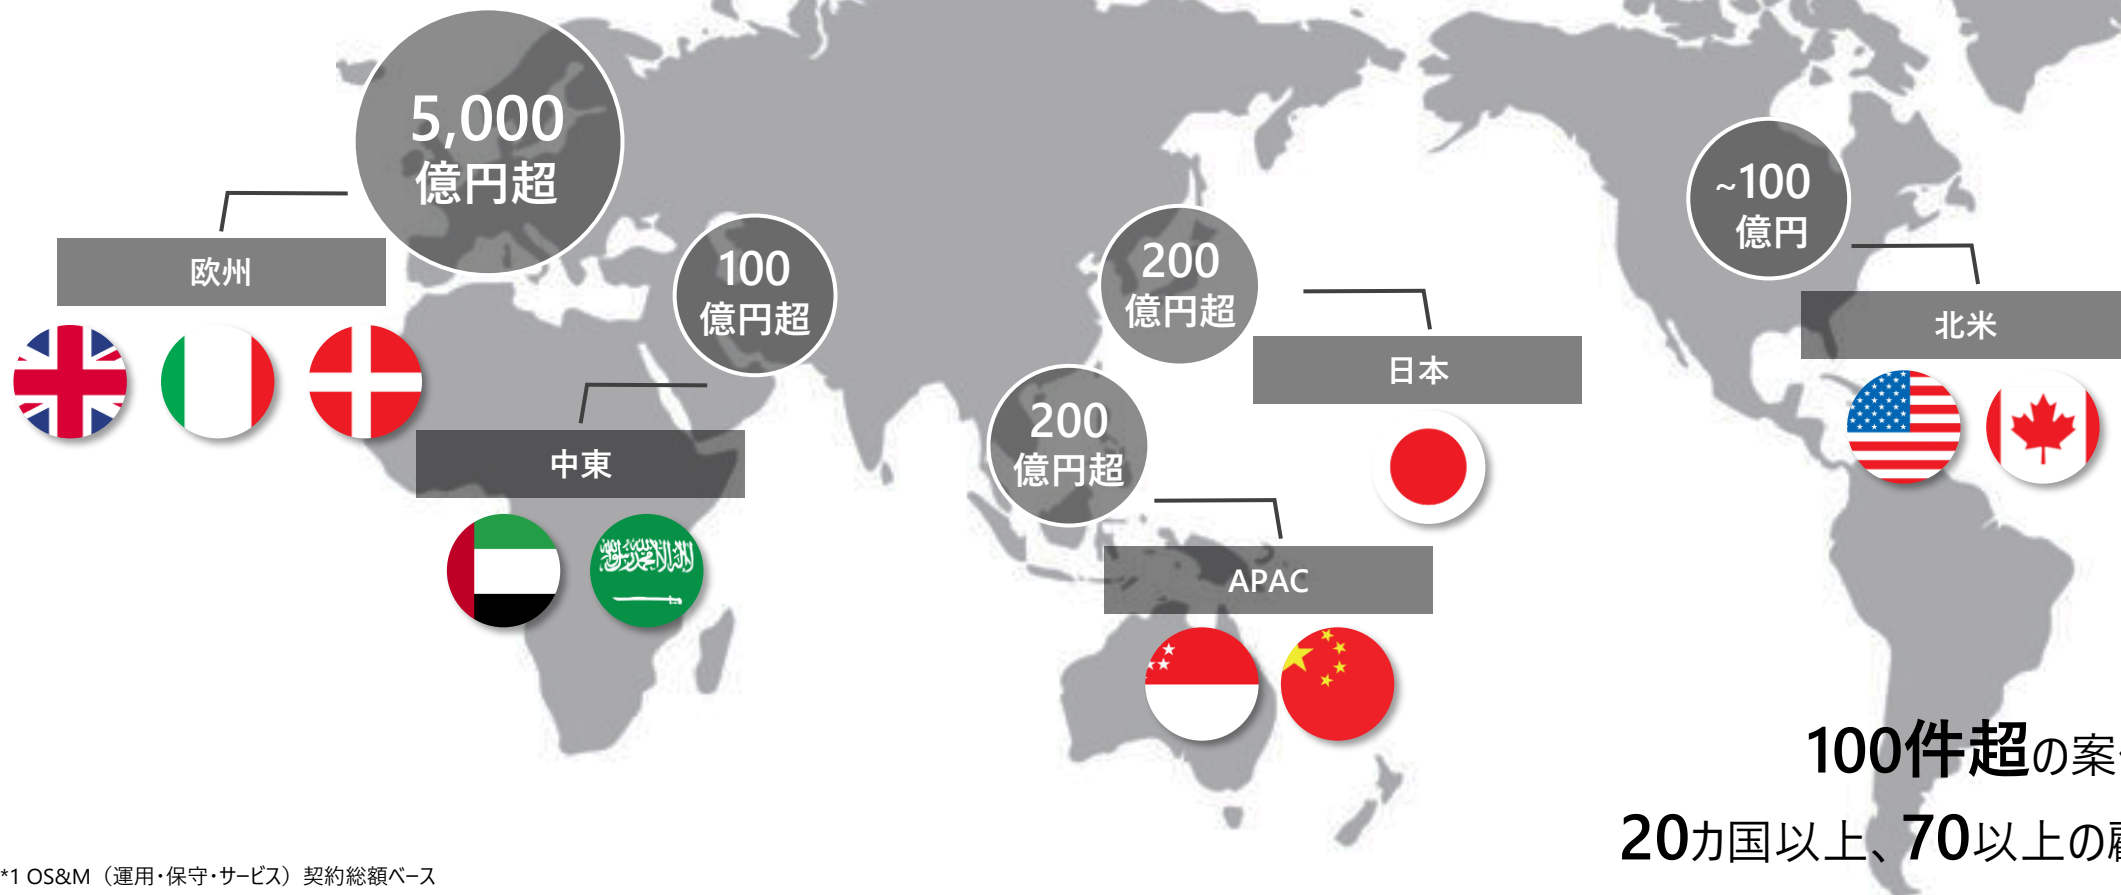 5,000
億円超
欧州
100
億円超
中東
200
億円超
日本
200
億円超
APAC
~100
億円
北米
100件超の案
20カ国以上、70以上の
*1 OS&M（運用・保守・サービス）契約総額ベース